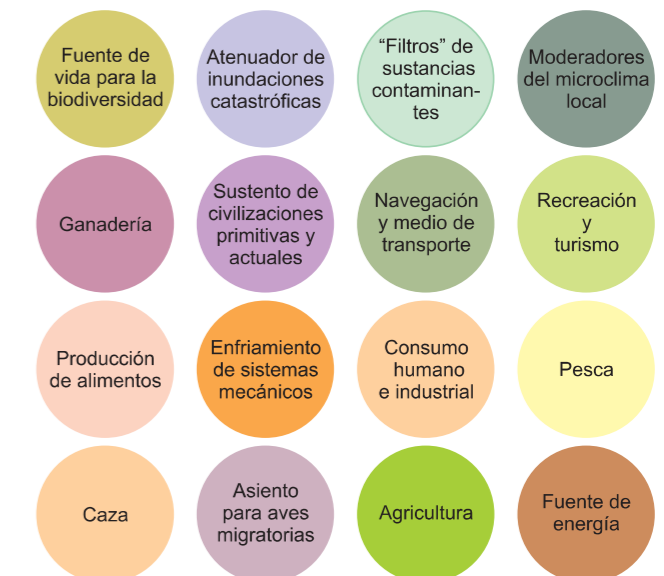 Fuente de
vida para la
biodiversidad
Atenuador de
inundaciones
catastróficas
“Filtros” de
sustancias
contaminan-
tes
Moderadores
del microclima
local
Ganadería
Sustento de
civilizaciones
primitivas y
actuales
Navegación
y medio de
transporte
Recreación
y
turismo
Producción
de alimentos
Enfriamiento
de sistemas
mecánicos
Consumo
humano
e industrial
Pesca
Caza
Asiento
para aves
migratorias
Agricultura
Fuente de
energía